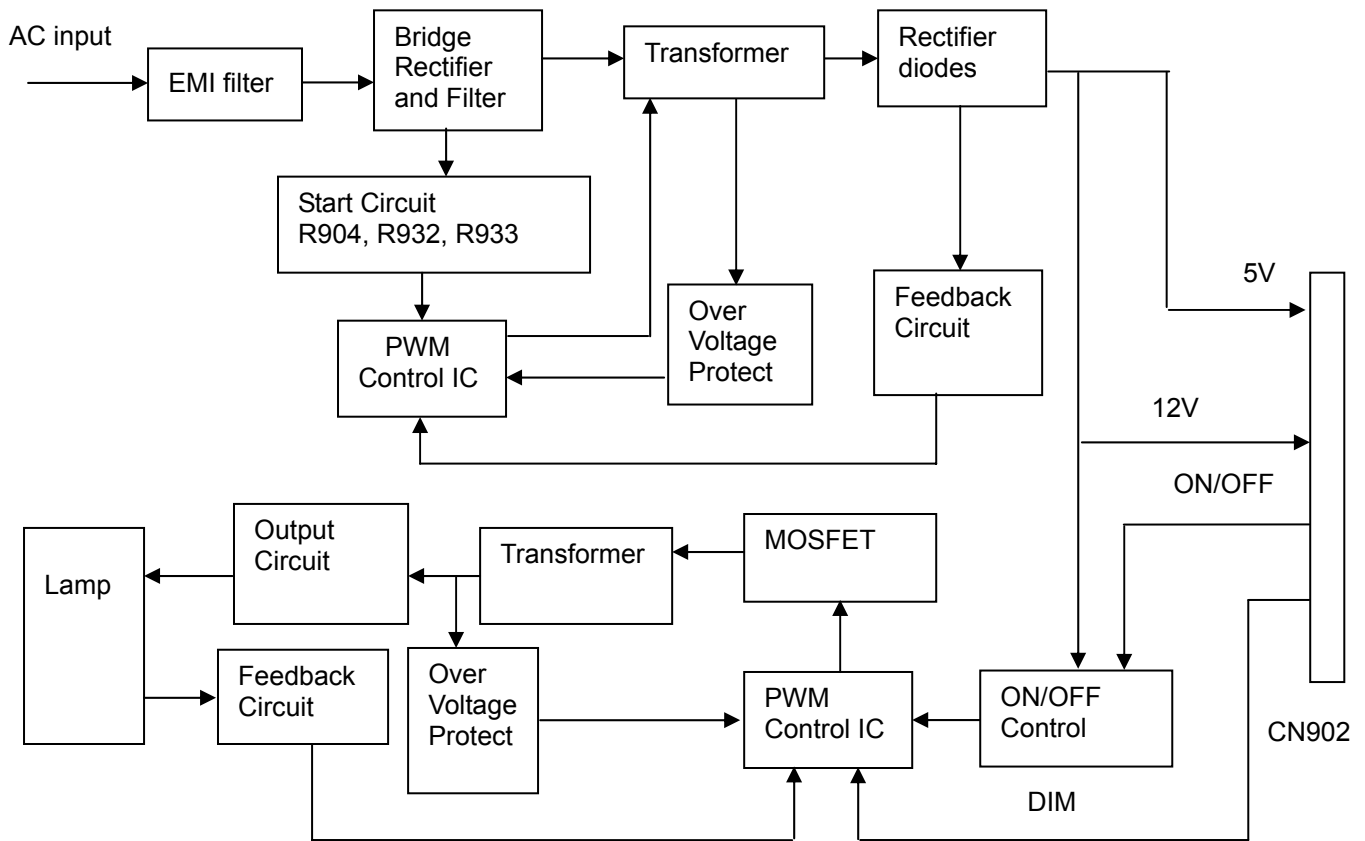 AC input
EMI filter
Bridge
Rectifier
and Filter
Transformer
Rectifier
diodes
Start Circuit
R904, R932, R933
PWM
Control IC
Over
Voltage
Protect
Feedback
Circuit
5V
12V
ON/OFF
Lamp
Output
Circuit
Transformer
MOSFET
Feedback
Circuit
Over
Voltage
Protect
PWM
Control IC
ON/OFF
Control
CN902
DIM